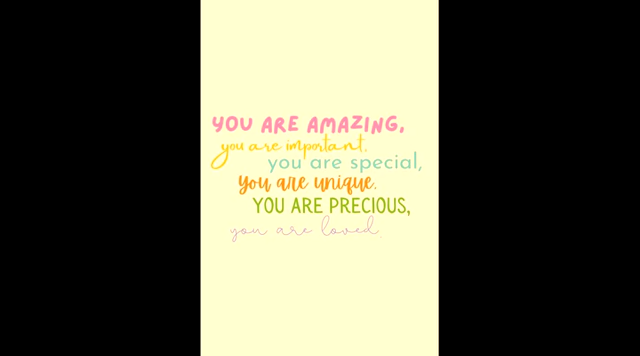 YOU ARE AMAZING,
you are important,
you are special,
you are unique.
YOU ARE PRECIOUS,
you are loved